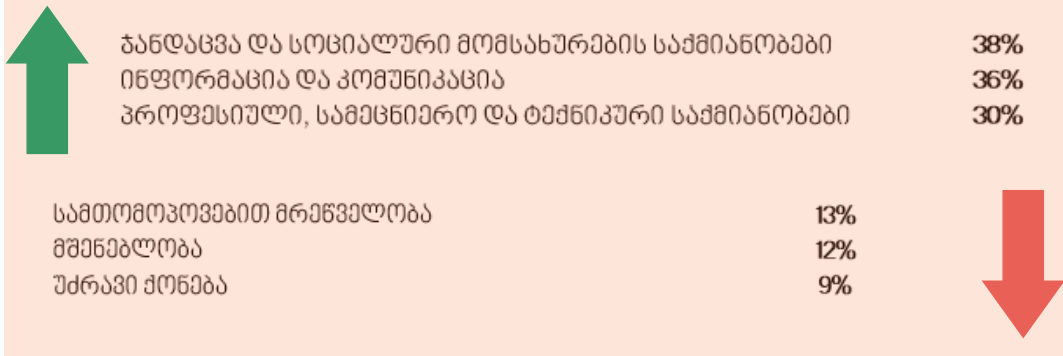 ჯანდაცვა და სოციალური მომსახურების საქმიანობები 38%
ინფორმაცია და კომუნიკაცია 36%
პროფესიული, სამეცნიერო და ტექნიკური საქმიანობები 30%
სამთომოპოვებითი მრეწველობა 13%
მშენებლობა 12%
უძრავი ქონება 9%